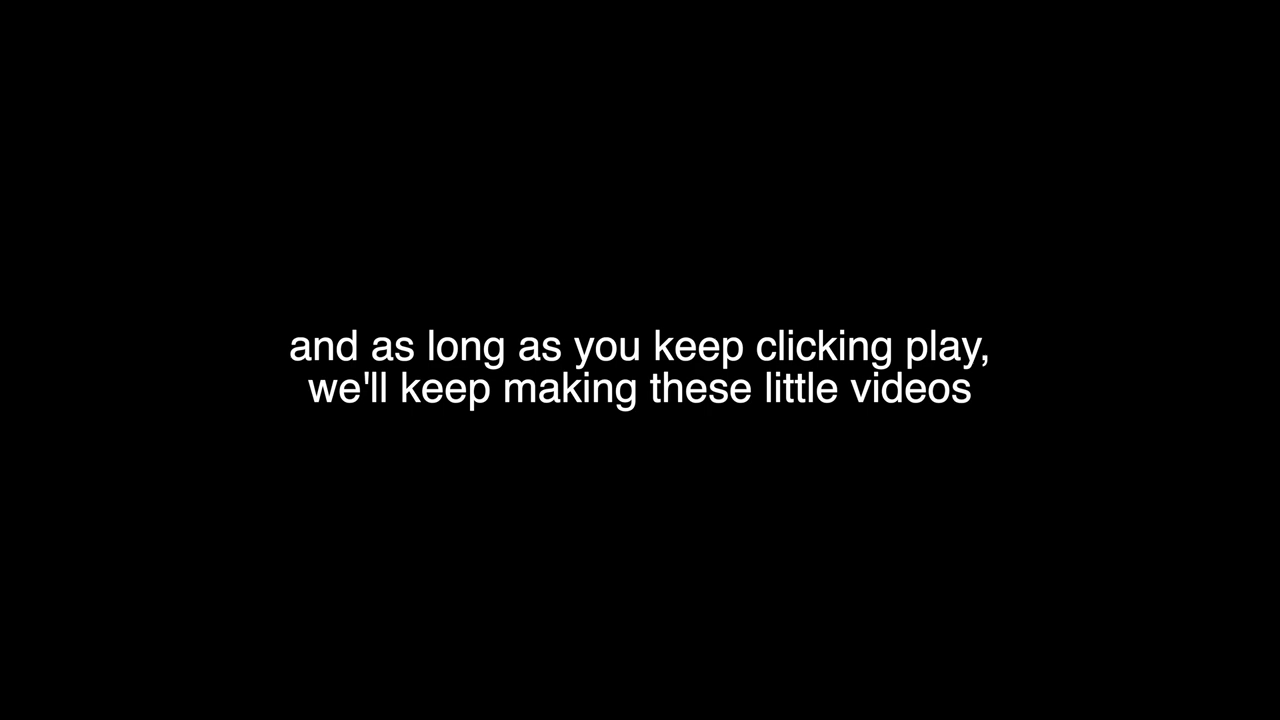 and as long as you keep clicking play,
we'll keep making these little videos